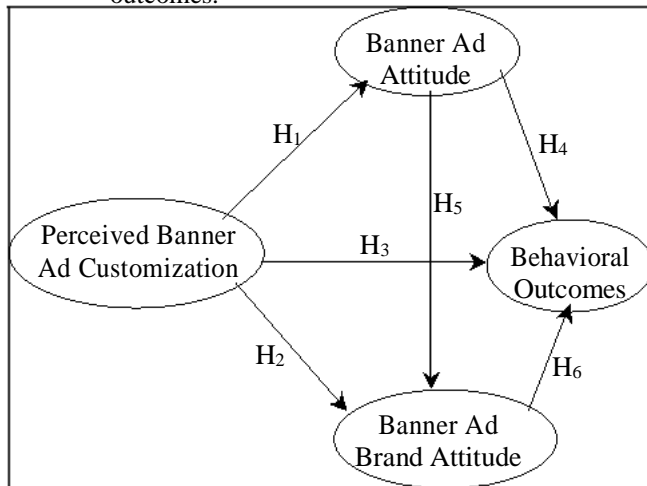 outcomes.
Banner Ad
Attitude
H1
H4
H5
Perceived Banner
Ad Customization
H3
Behavioral
Outcomes
H2
H6
Banner Ad
Brand Attitude